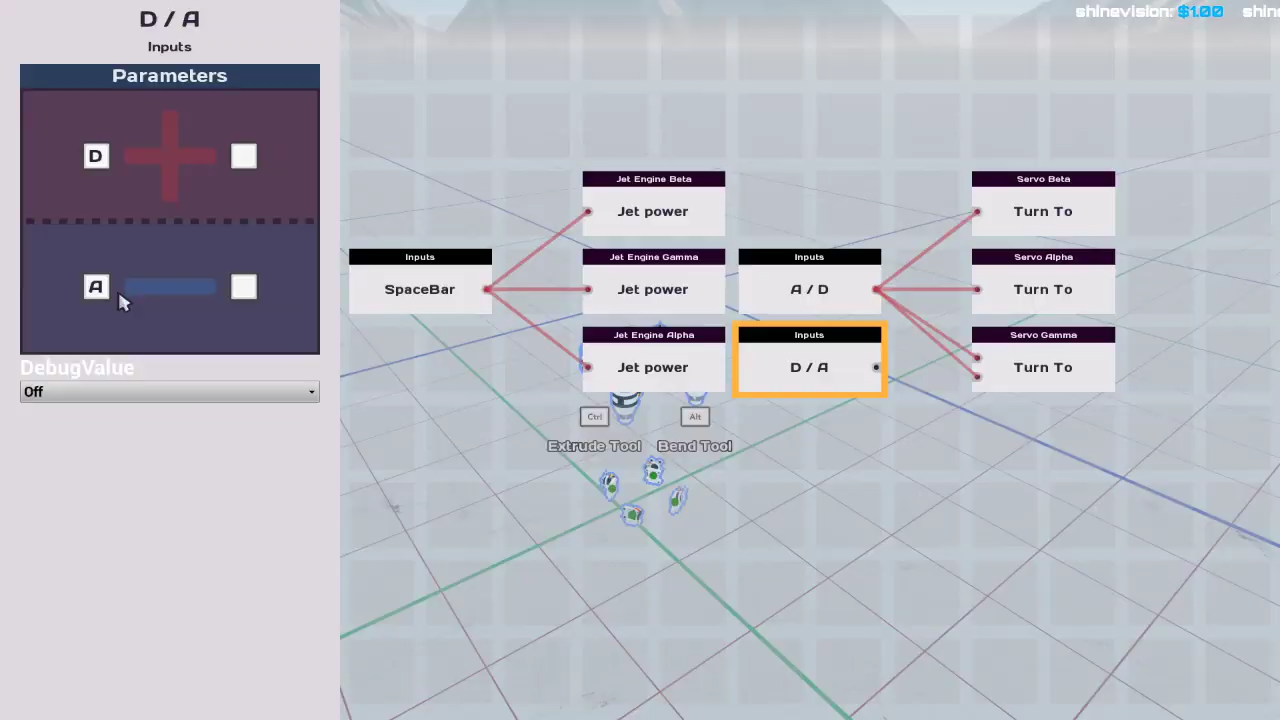 D / A
Inputs
Parameters
D
A
DebugValue
Off
shinevision: $1.00 shin
Jet Engine Beta
Jet power
Servo Beta
Turn To
Inputs
SpaceBar
Jet Engine Gamma
Jet power
Inputs
A / D
Servo Alpha
Turn To
Jet Engine Alpha
Jet power
Inputs
D / A
Servo Gamma
Turn To
Ctrl
Alt
Extrude Tool
Bend Tool